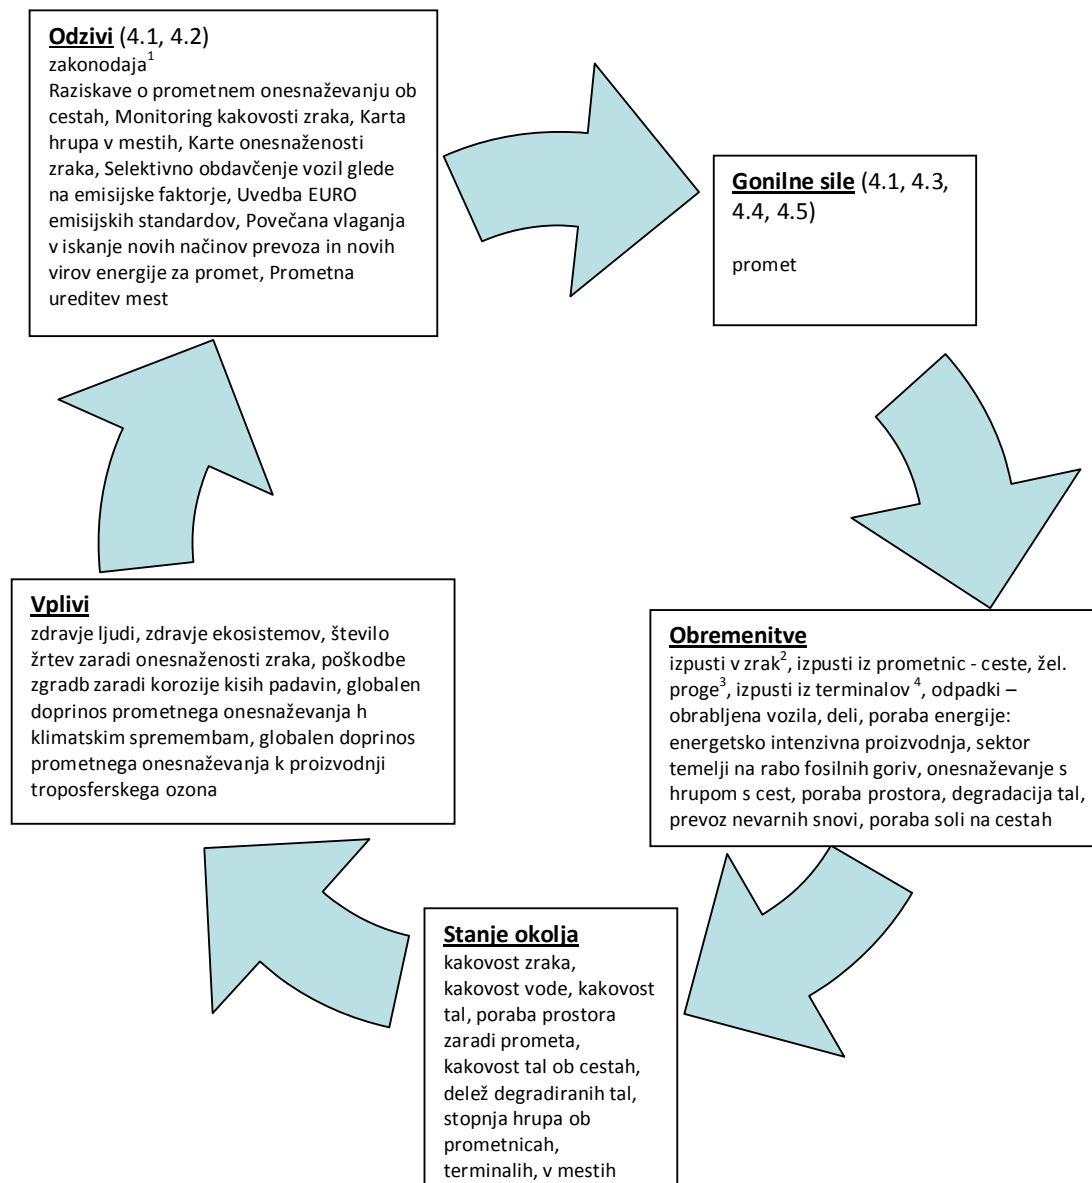 Odzivi (4.1, 4.2)
zakonodaja1
Raziskave o prometnem onesnaževanju ob
cestah, Monitoring kakovosti zraka, Karta
hrupa v mestih, Karte onesnaženosti
zraka, Selektivno obdavčenje vozil glede
na emisijske faktorje, Uvedba EURO
emisijskih standardov, Povečana vlaganja
v iskanje novih načinov prevoza in novih
virov energije za promet, Prometna
ureditev mest
Gonilne sile (4.1, 4.3,
4.4, 4.5)
promet
Obremenitve
izpusti v zrak2, izpusti iz prometnic - ceste, žel.
proge3, izpusti iz terminalov 4, odpadki –
obrabljena vozila, deli, poraba energije:
energetsko intenzivna proizvodnja, sektor
temelji na rabo fosilnih goriv, onesnaževanje s
hrupom s cest, poraba prostora, degradacija tal,
prevoz nevarnih snovi, poraba soli na cestah
Stanje okolja
kakovost zraka,
kakovost vode, kakovost
tal, poraba prostora
zaradi prometa,
kakovost tal ob cestah,
delež degradiranih tal,
stopnja hrupa ob
prometnicah,
terminalih, v mestih
Vplivi
zdravje ljudi, zdravje ekosistemov, število
žrtev zaradi onesnaženosti zraka, poškodbe
zgradb zaradi korozije kisih padavin, globalen
doprinos prometnega onesnaževanja h
klimatskim spremembam, globalen doprinos
prometnega onesnaževanja k proizvodnji
troposferskega ozona